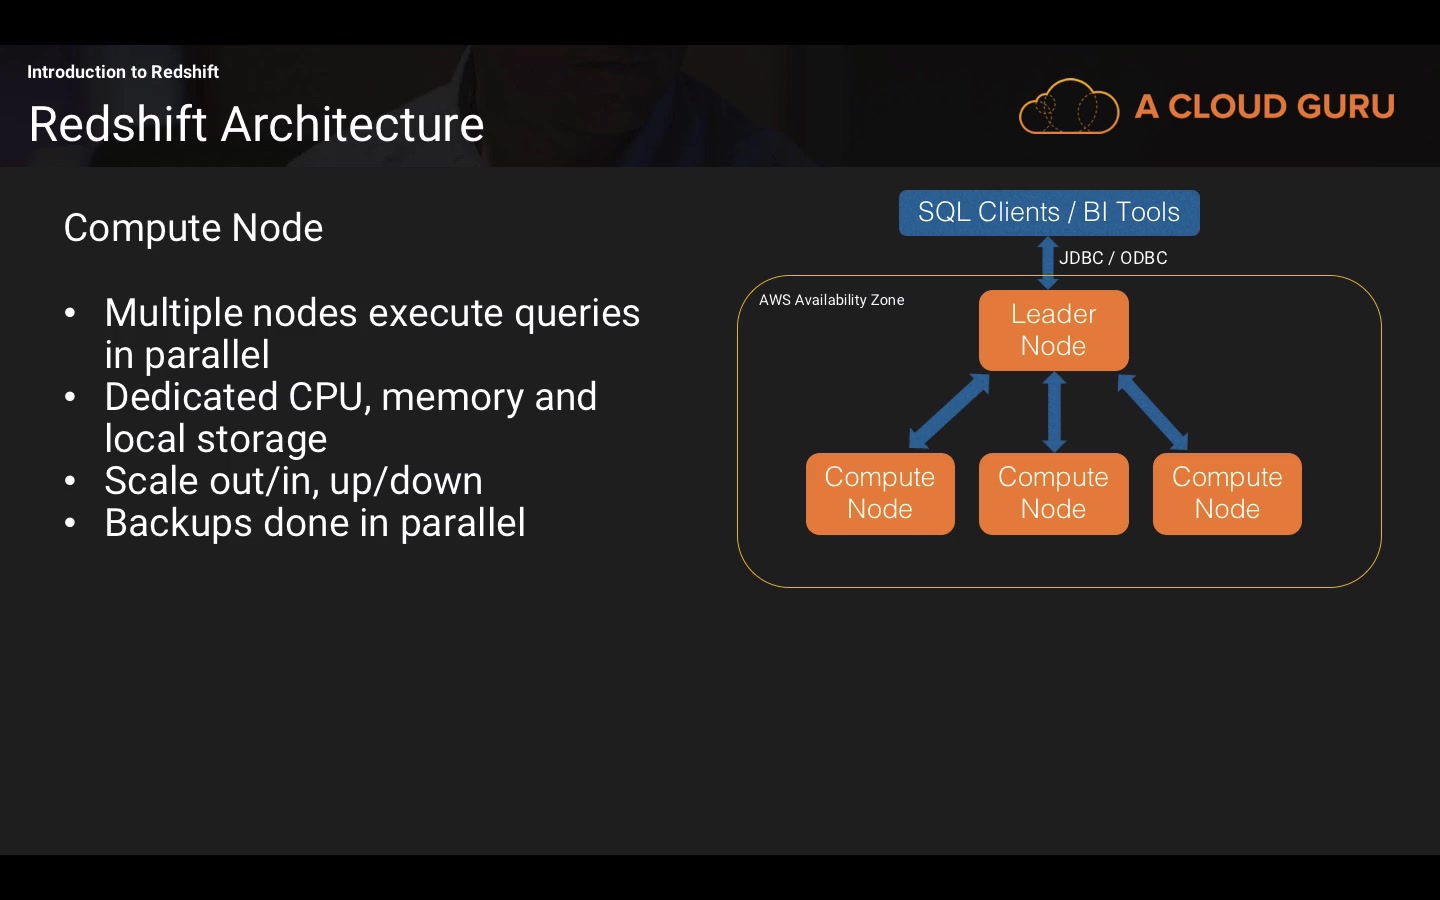 Introduction to Redshift
Redshift Architecture
A CLOUD GURU
Compute Node
• Multiple nodes execute queries
in parallel
• Dedicated CPU, memory and
local storage
• Scale out/in, up/down
• Backups done in parallel
SQL Clients / BI Tools
JDBC / ODBC
AWS Availability Zone
Leader
Node
Compute
Node
Compute
Node
Compute
Node